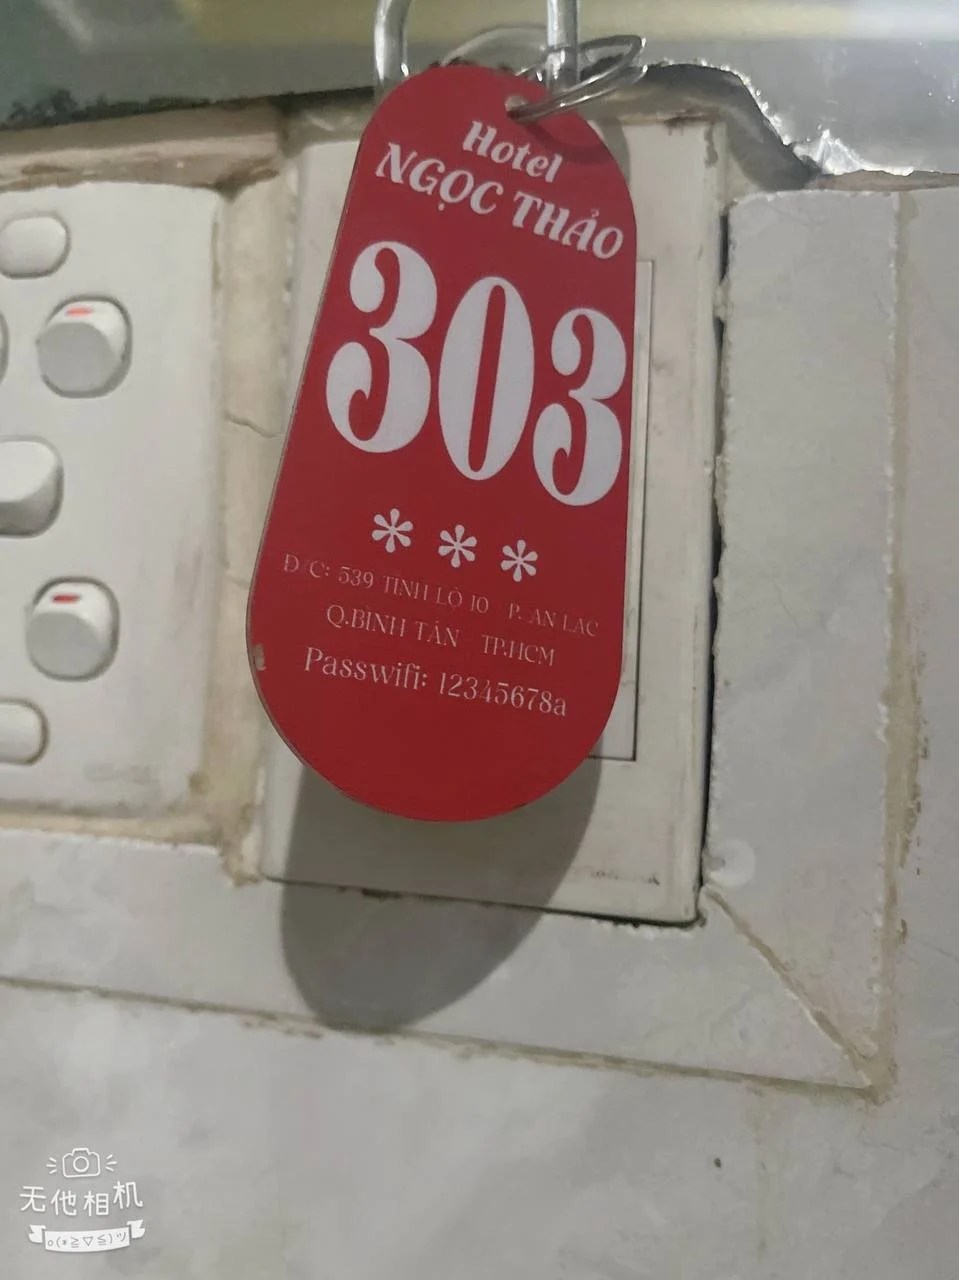 Hotel
NGỌC THẢO
303
***
Đ/C: 539 TỈNH LỘ 10 P. AN LẠC
Q.BÌNH TÂN TP.HCM
Passwifi: 12345678a
无他相机
o(*≧▽≦)ツ